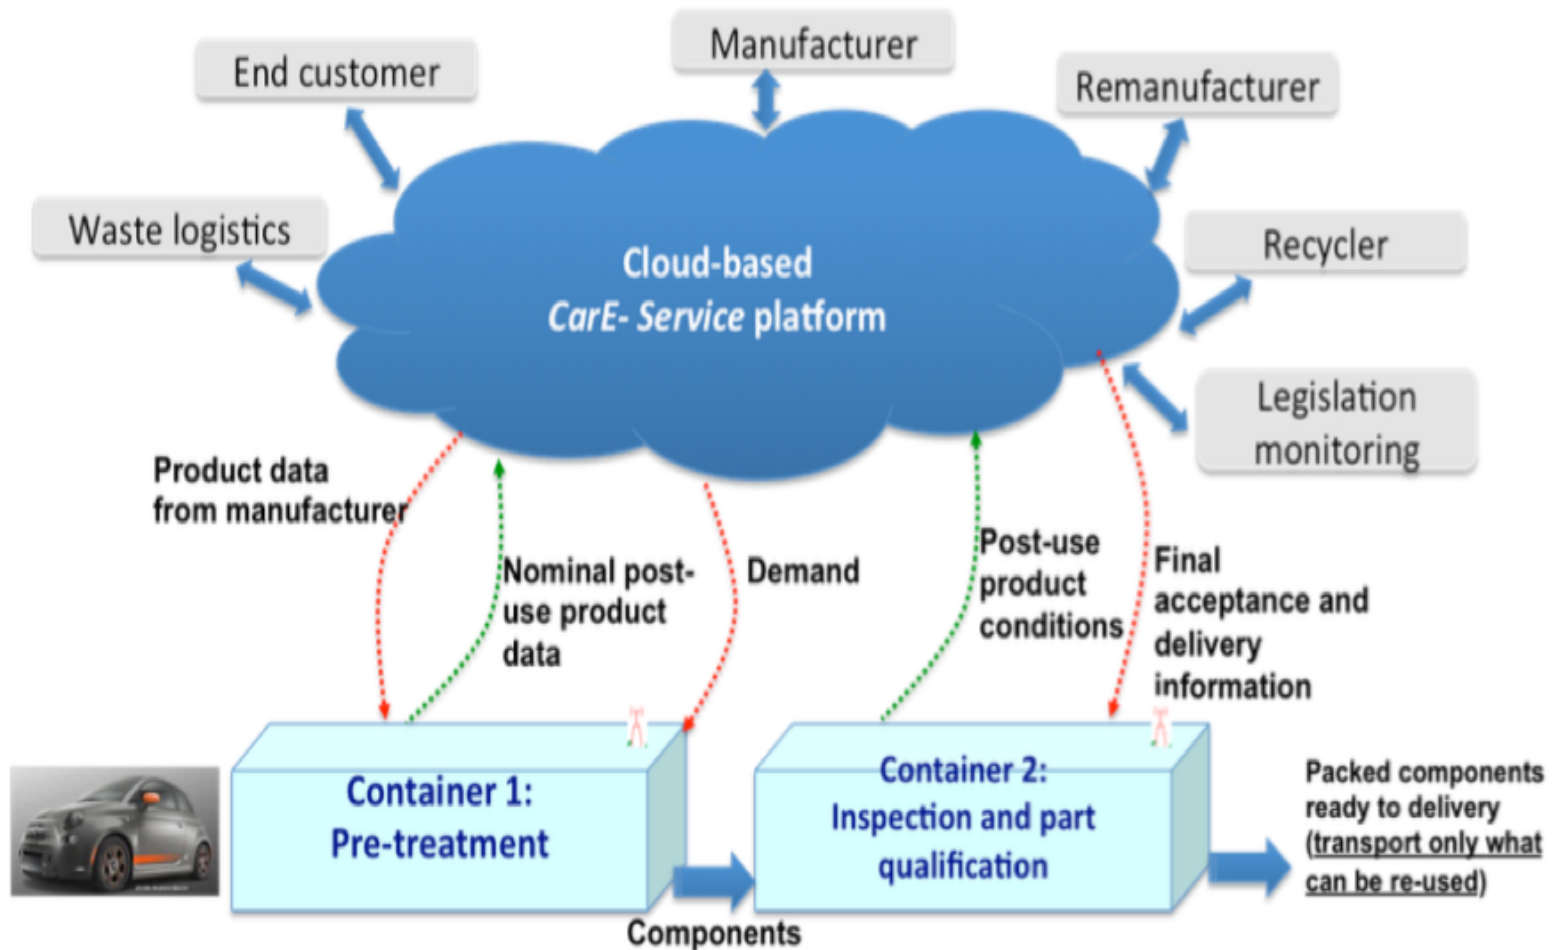 Manufacturer
End customer
Remanufacturer
Waste logistics
Recycler
Cloud-based
CarE- Service platform
Legislation
monitoring
Product data
from manufacturer
Nominal post-
use product
data
Demand
Post-use
product
conditions
Final
acceptance and
delivery
information
Container 1:
Pre-treatment
Container 2:
Inspection and part
qualification
Packed components
ready to delivery
(transport only what
can be re-used)
Components